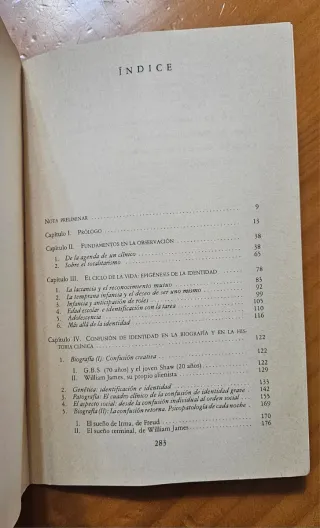 ÍNDICE
NOTA PRELIMINAR 9
Capítulo I. PRÓLOGO 13
Capítulo II. FUNDAMENTOS EN LA OBSERVACIÓN 38
1. De la agenda de un clínico 38
2. Sobre el totalitarismo 65
Capítulo III. EL CICLO DE LA VIDA: EPIGÉNESIS DE LA IDENTIDAD 78
1. La lactancia y el reconocimiento mutuo 83
2. La temprana infancia y el deseo de ser uno mismo 92
3. Infancia y anticipación de roles 99
4. Edad escolar e identificación con la tarea 105
5. Adolescencia 110
6. Más allá de la identidad 116
Capítulo IV. CONFUSIÓN DE IDENTIDAD EN LA BIOGRAFÍA Y EN LA HIS-
TORIA CLÍNICA 122
1. Biografía (I): Confusión creativa 122
I. G.B.S. (70 años) y el joven Shaw (20 años) 122
II. William James, su propio alienista 129
2. Genética: identificación e identidad 133
3. Patografía: El cuadro clínico de la confusión de identidad grave 142
4. El aspecto social: desde la confusión individual al orden social 155
5. Biografía (II): La confusión retorna. Psicopatología de cada noche 169
I. El sueño de Irma, de Freud 170
II. El sueño terminal, de William James 176
283